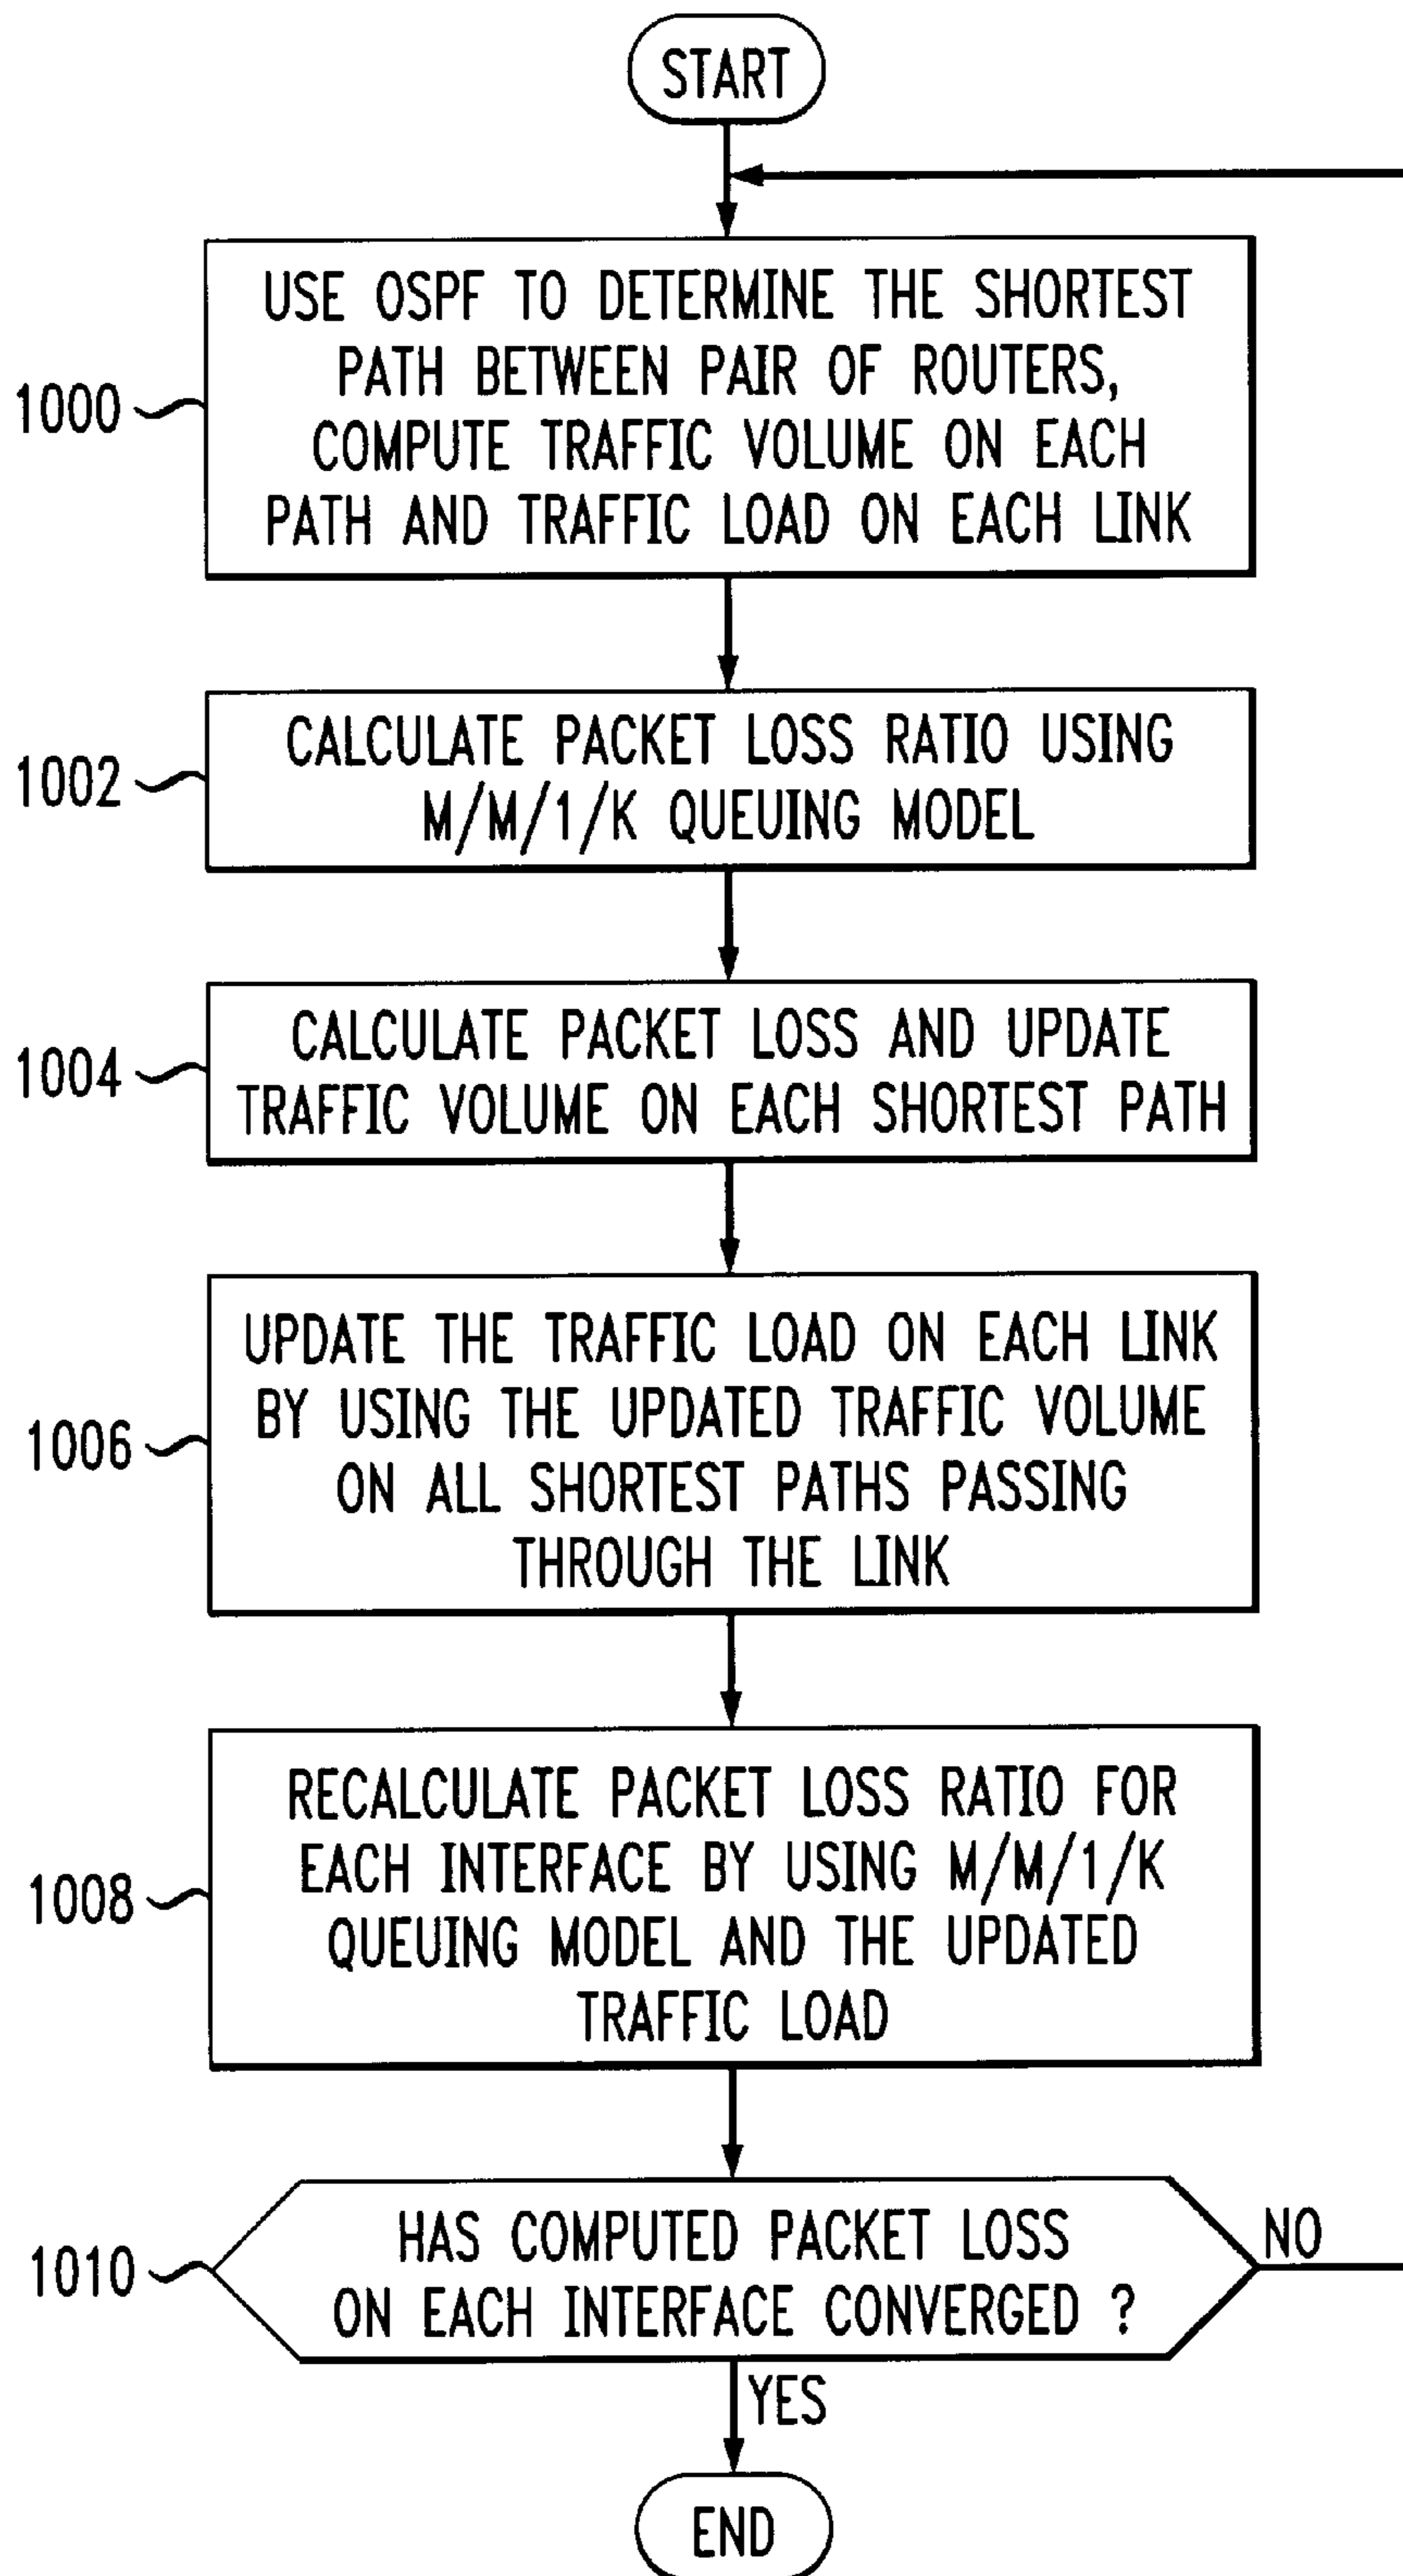 START
USE OSPF TO DETERMINE THE SHORTEST
PATH BETWEEN PAIR OF ROUTERS,
COMPUTE TRAFFIC VOLUME ON EACH
PATH AND TRAFFIC LOAD ON EACH LINK
1000
CALCULATE PACKET LOSS RATIO USING
M/M/1/K QUEUING MODEL
1002
CALCULATE PACKET LOSS AND UPDATE
TRAFFIC VOLUME ON EACH SHORTEST PATH
1004
UPDATE THE TRAFFIC LOAD ON EACH LINK
BY USING THE UPDATED TRAFFIC VOLUME
ON ALL SHORTEST PATHS PASSING
THROUGH THE LINK
1006
RECALCULATE PACKET LOSS RATIO FOR
EACH INTERFACE BY USING M/M/1/K
QUEUING MODEL AND THE UPDATED
TRAFFIC LOAD
1008
HAS COMPUTED PACKET LOSS
ON EACH INTERFACE CONVERGED ?
1010
NO
YES
END